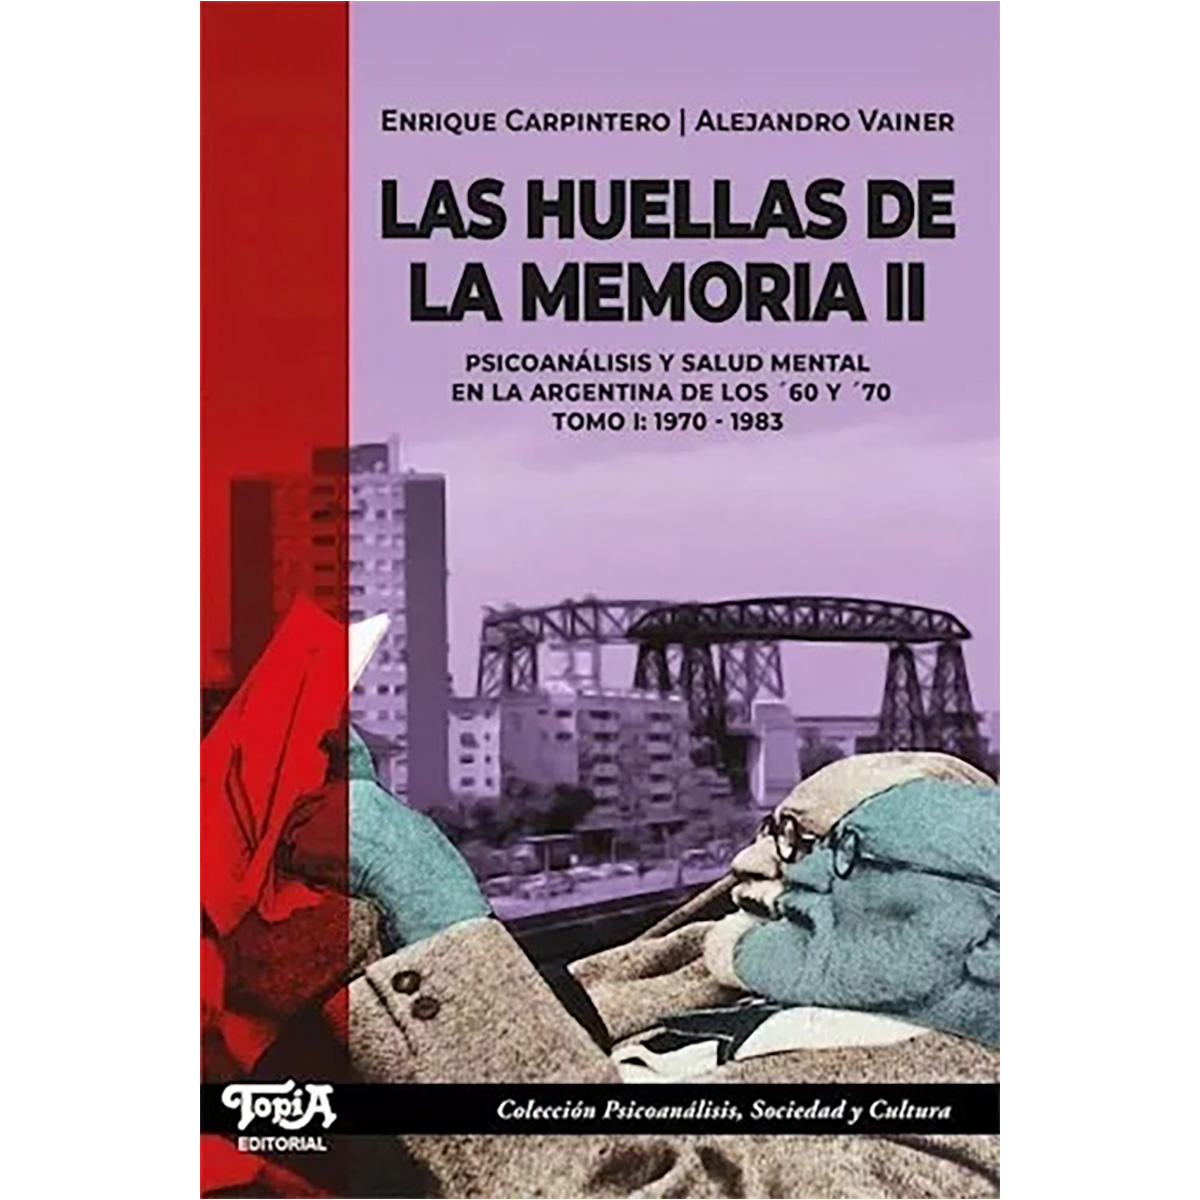 ENRIQUE CARPINTERO | ALEJANDRO VAINER
LAS HUELLAS DE
LA MEMORIA II
PSICOANÁLISIS Y SALUD MENTAL
EN LA ARGENTINA DE LOS ´60 Y ´70
TOMO I: 1970 - 1983
TopíA
EDITORIAL
Colección Psicoanálisis, Sociedad y Cultura